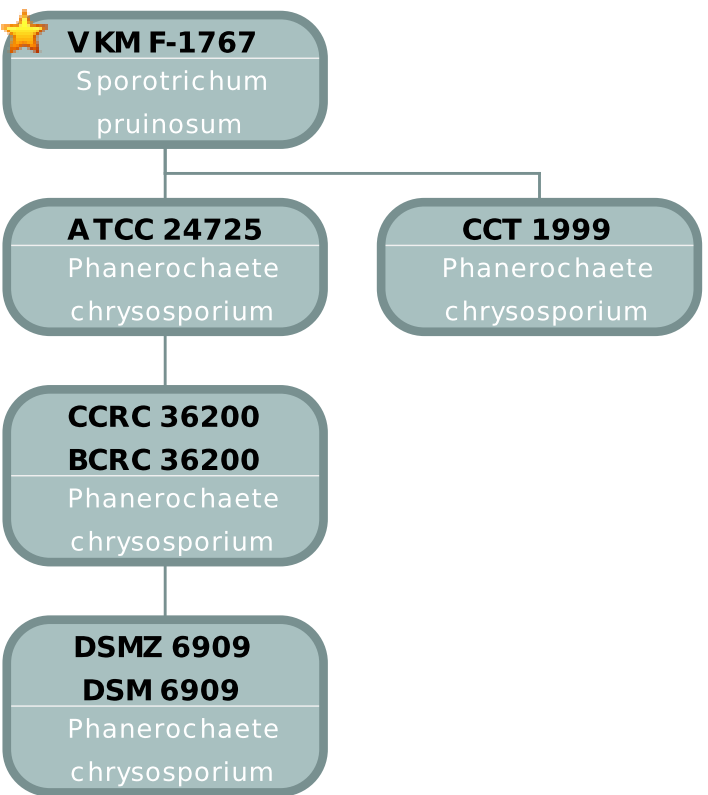 VKM F-1767
Sporotrichum
pruinosum
ATCC 24725
Phanerochaete
chrysosporium
CCT 1999
Phanerochaete
chrysosporium
CCRC 36200
BCRC 36200
Phanerochaete
chrysosporium
DSMZ 6909
DSM 6909
Phanerochaete
chrysosporium